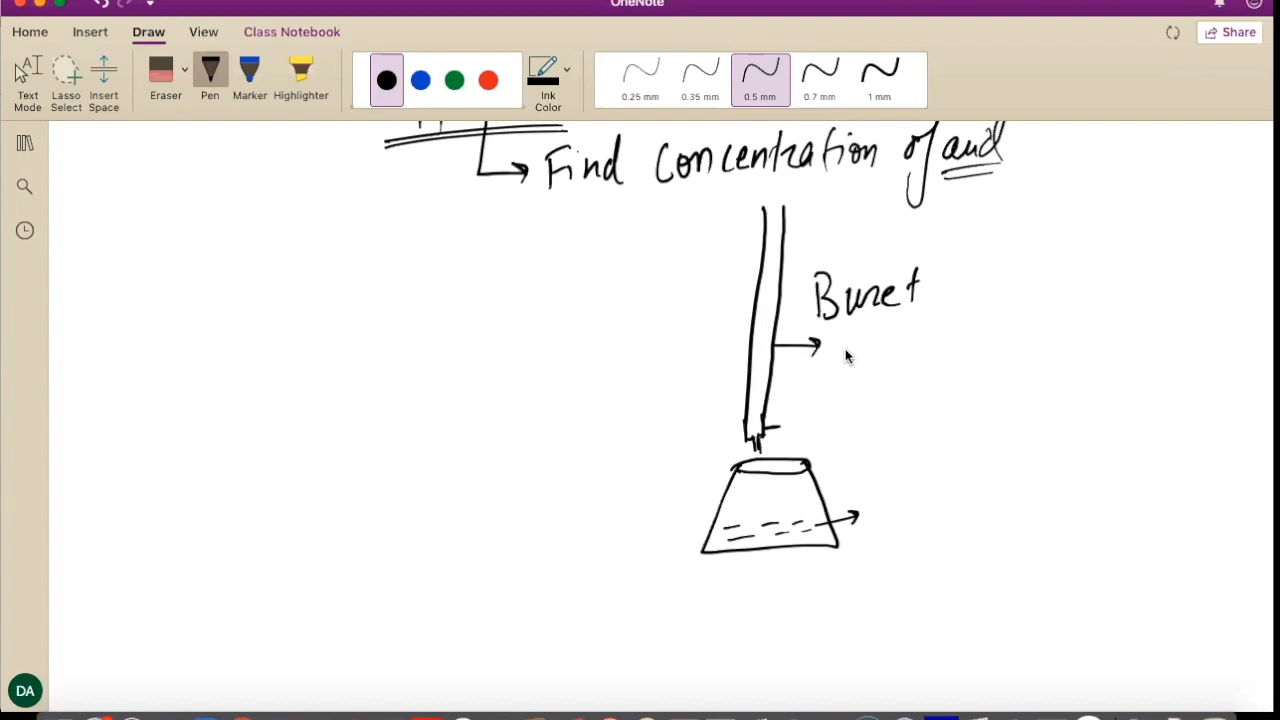 OneNote
Home Insert Draw View Class Notebook
Share
Text Mode
Lasso Select
Insert Space
Eraser
Pen
Marker
Highlighter
Ink Color
0.25 mm
0.35 mm
0.5 mm
0.7 mm
1 mm
Find Concentration of
Buret
DA